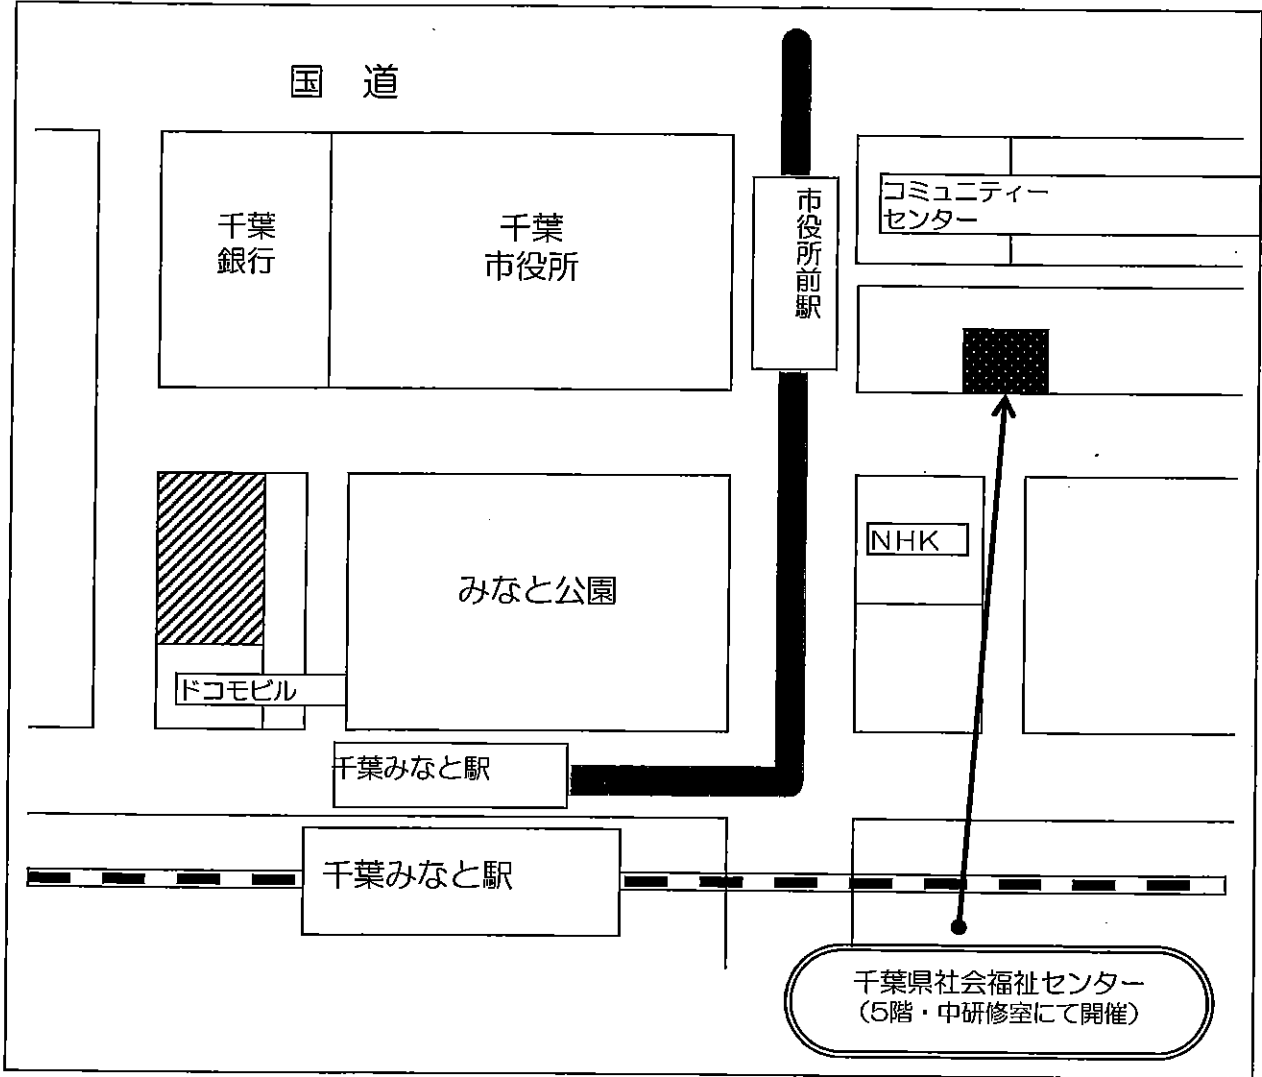 国　道
千葉
銀行
千葉
市役所
市役所前駅
コミュニティー
センター
みなと公園
NHK
ドコモビル
千葉みなと駅
千葉みなと駅
千葉県社会福祉センター
（5階・中研修室にて開催）